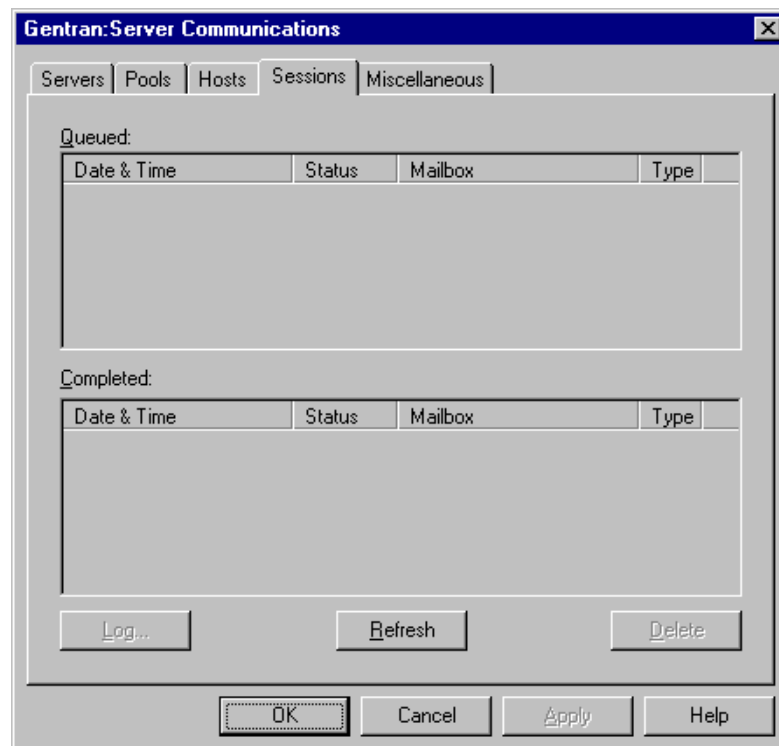 Gentran:Server Communications
Servers Pools Hosts Sessions Miscellaneous
Queued:
Date & Time Status Mailbox Type
Completed:
Date & Time Status Mailbox Type
Log... Refresh Delete
OK Cancel Apply Help